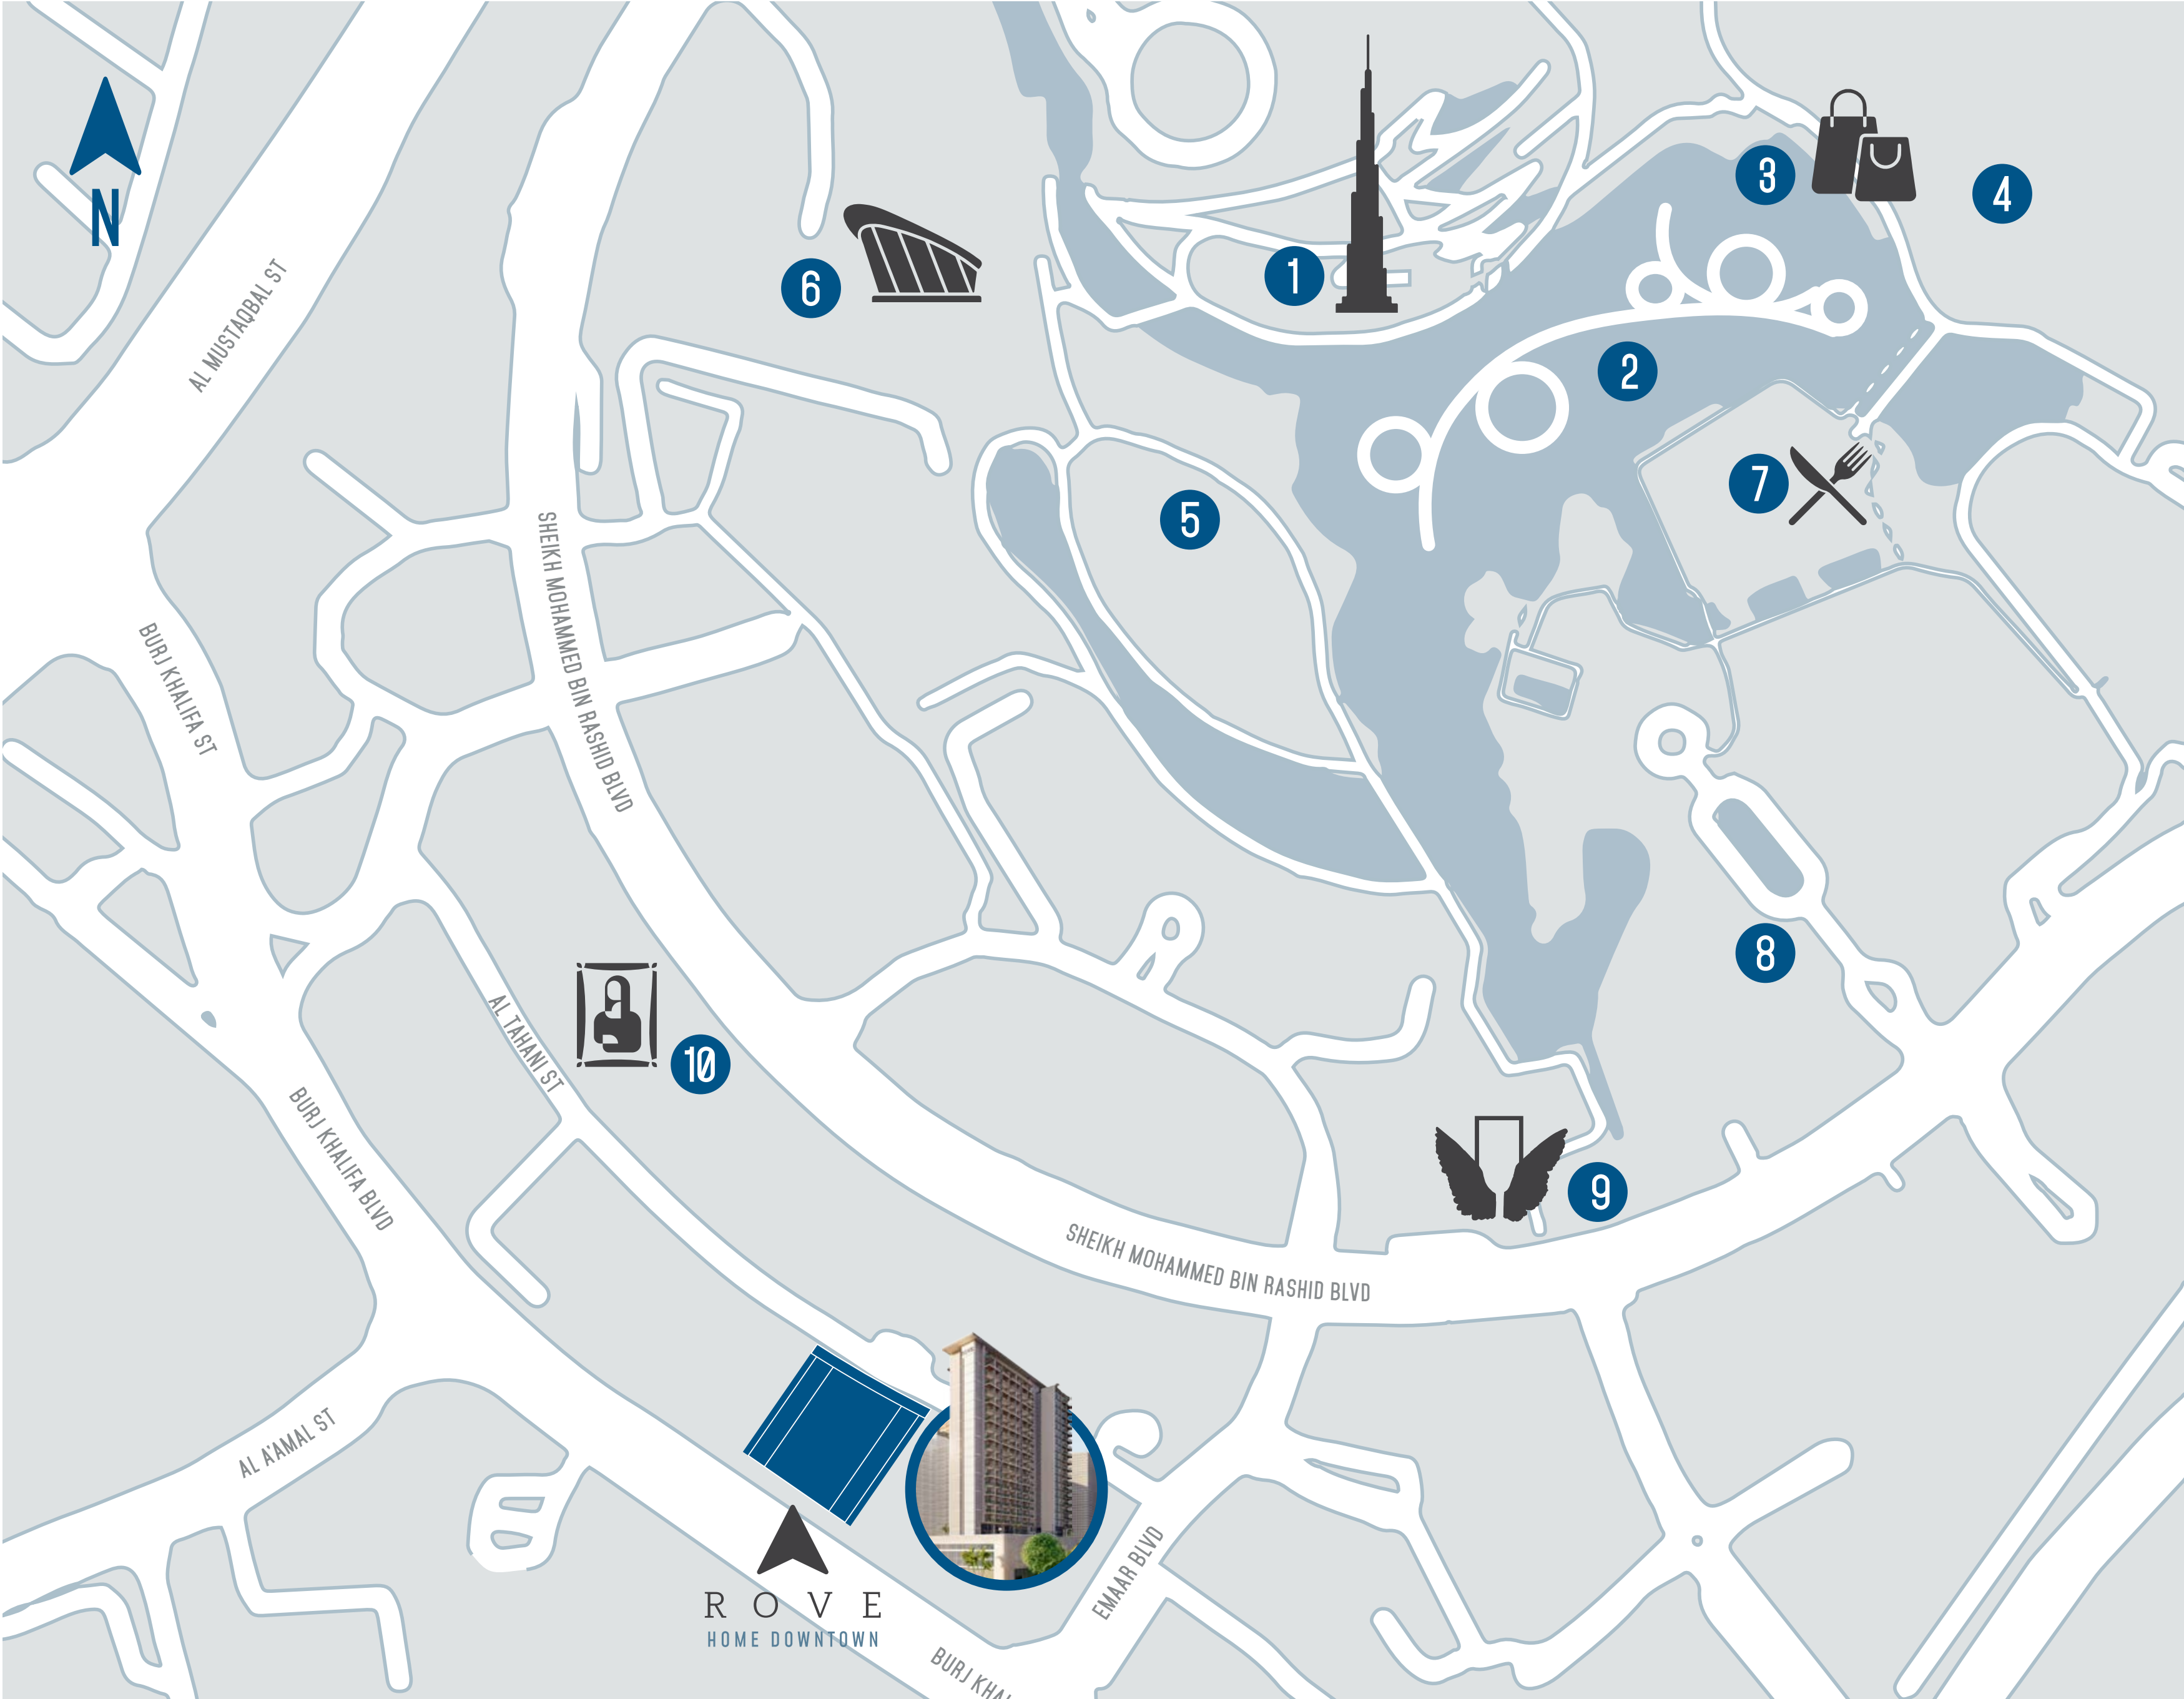 N
AL MUSTAQBAL ST
1
2
3
4
5
6
7
8
9
10
SHEIKH MOHAMMED BIN RASHID BLVD
BURJ KHALIFA ST
AL TAHANI ST
BURJ KHALIFA BLVD
SHEIKH MOHAMMED BIN RASHID BLVD
AL A'AMAL ST
EMAAR BLVD
ROVE
HOME DOWNTOWN
BURJ KHAL